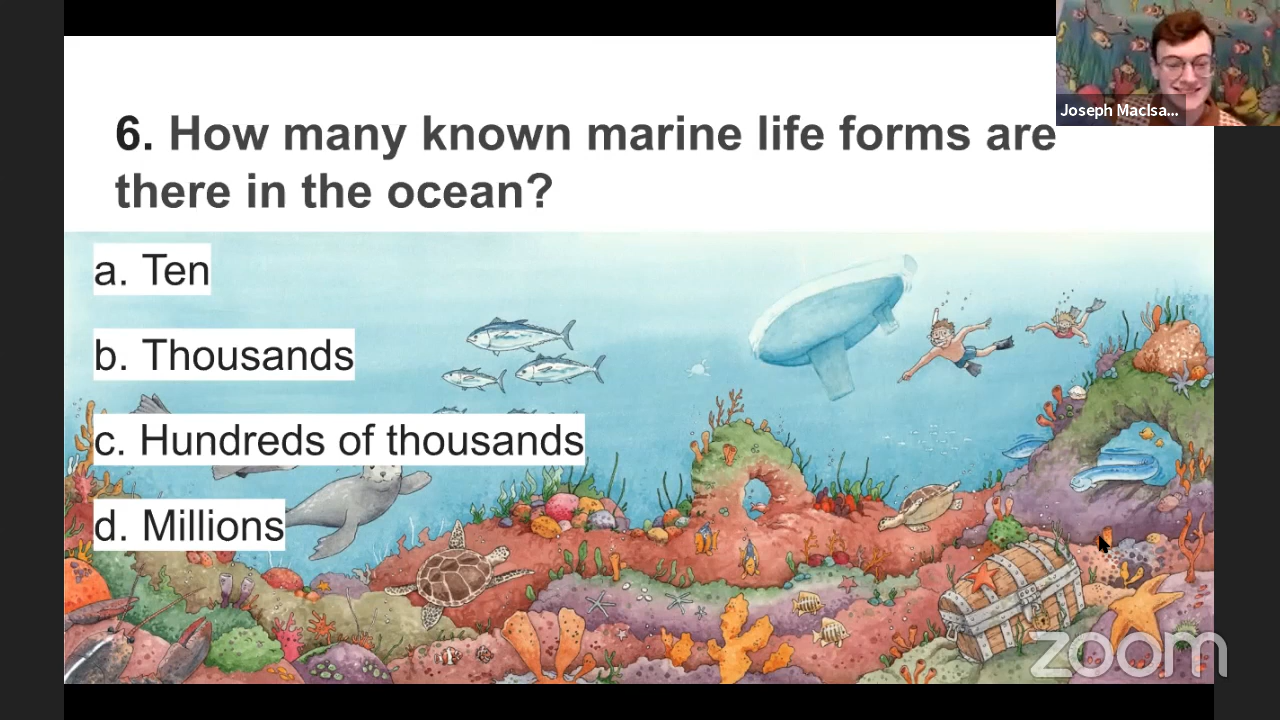 Joseph MacIsa...
6. How many known marine life forms are
there in the ocean?
a. Ten
b. Thousands
c. Hundreds of thousands
d. Millions
zoom